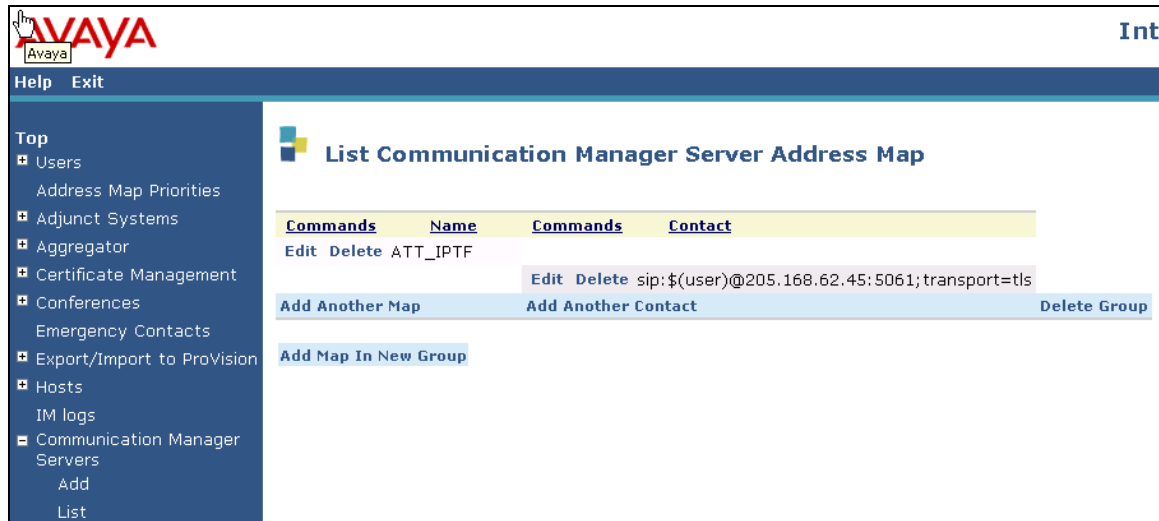 AVAYA
Avaya
Int
Help Exit
Top
Users
Address Map Priorities
Adjunct Systems
Aggregator
Certificate Management
Conferences
Emergency Contacts
Export/Import to ProVision
Hosts
IM logs
Communication Manager
Servers
Add
List
List Communication Manager Server Address Map
Commands Name Commands Contact
Edit Delete ATT_IPTF
Edit Delete sip:$(user)@205.168.62.45:5061;transport=tls
Add Another Map Add Another Contact Delete Group
Add Map In New Group